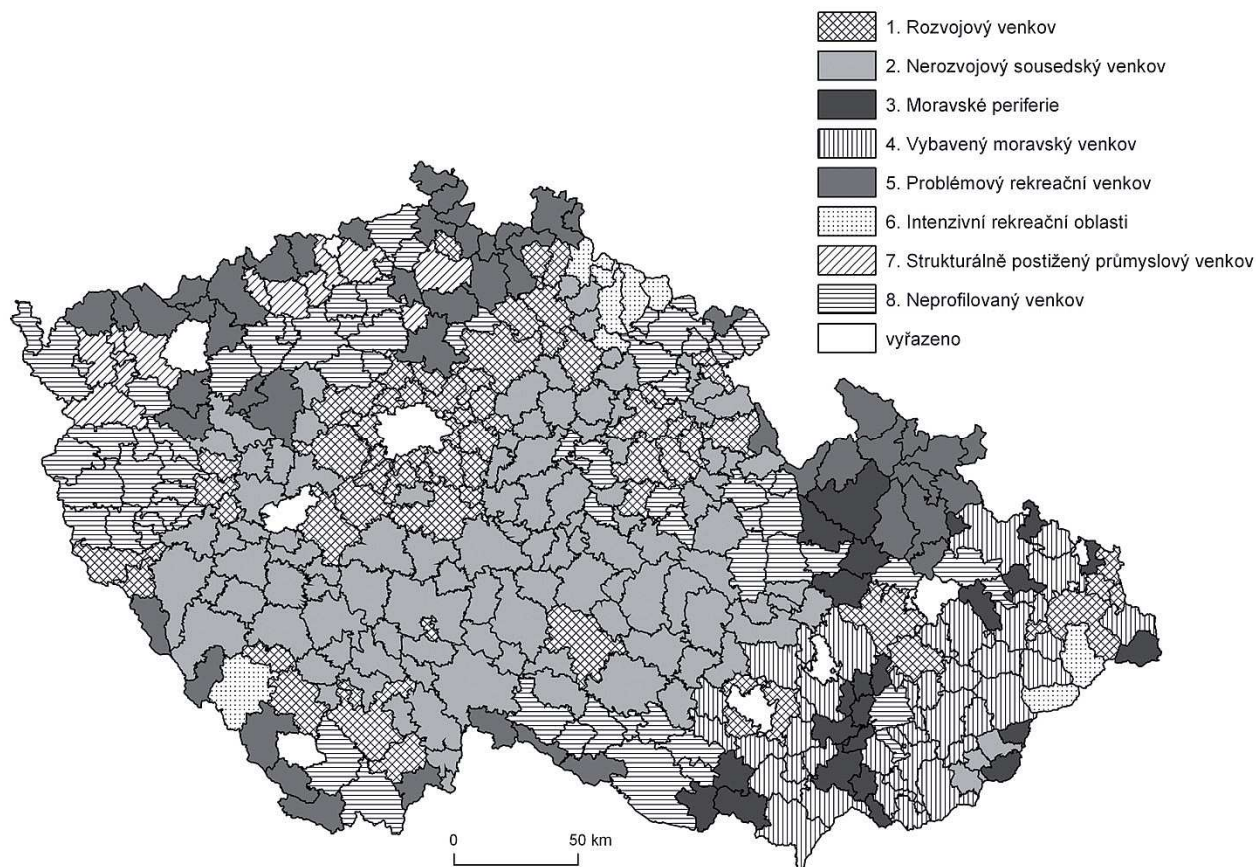 1. Rozvojový venkov
2. Nerozvojový sousedský venkov
3. Moravské periferie
4. Vybavený moravský venkov
5. Problémový rekreační venkov
6. Intenzivní rekreační oblasti
7. Strukturálně postižený průmyslový venkov
8. Neprofilovaný venkov
vyřazeno
0 50 km